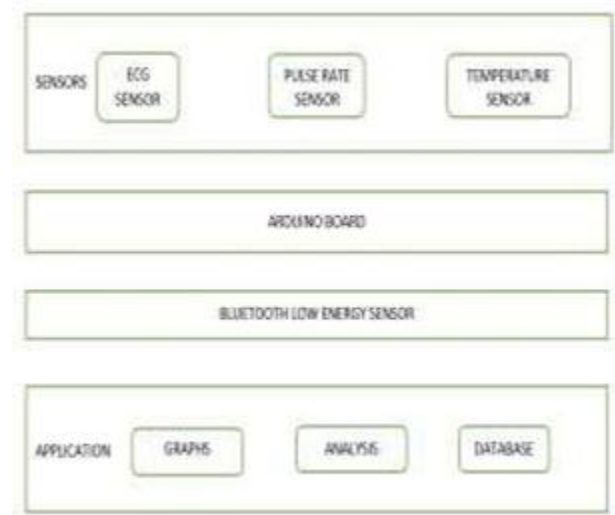 SENSORS
ECG
SENSOR
PULSE RATE
SENSOR
TEMPERATURE
SENSOR
ARDUINO BOARD
BLUETOOTH LOW ENERGY SENSOR
APPLICATION
GRAPHS
ANALYSIS
DATABASE